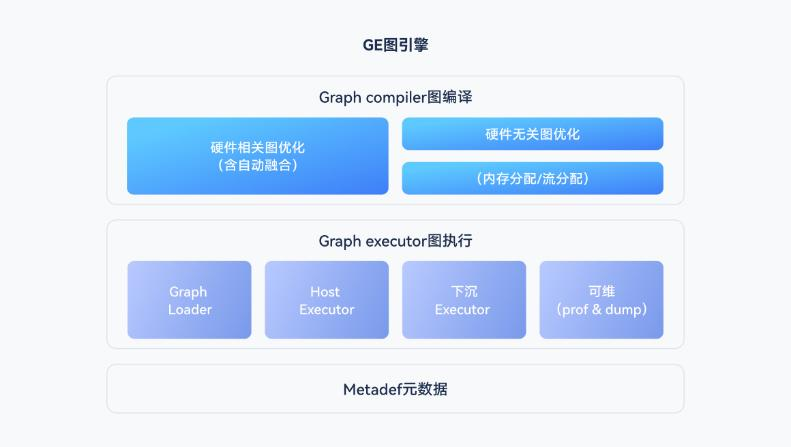 GE图引擎
Graph compiler图编译
硬件相关图优化
（含自动融合）
硬件无关图优化
（内存分配/流分配）
Graph executor图执行
Graph
Loader
Host
Executor
下沉
Executor
可维
（prof & dump）
Metadef元数据